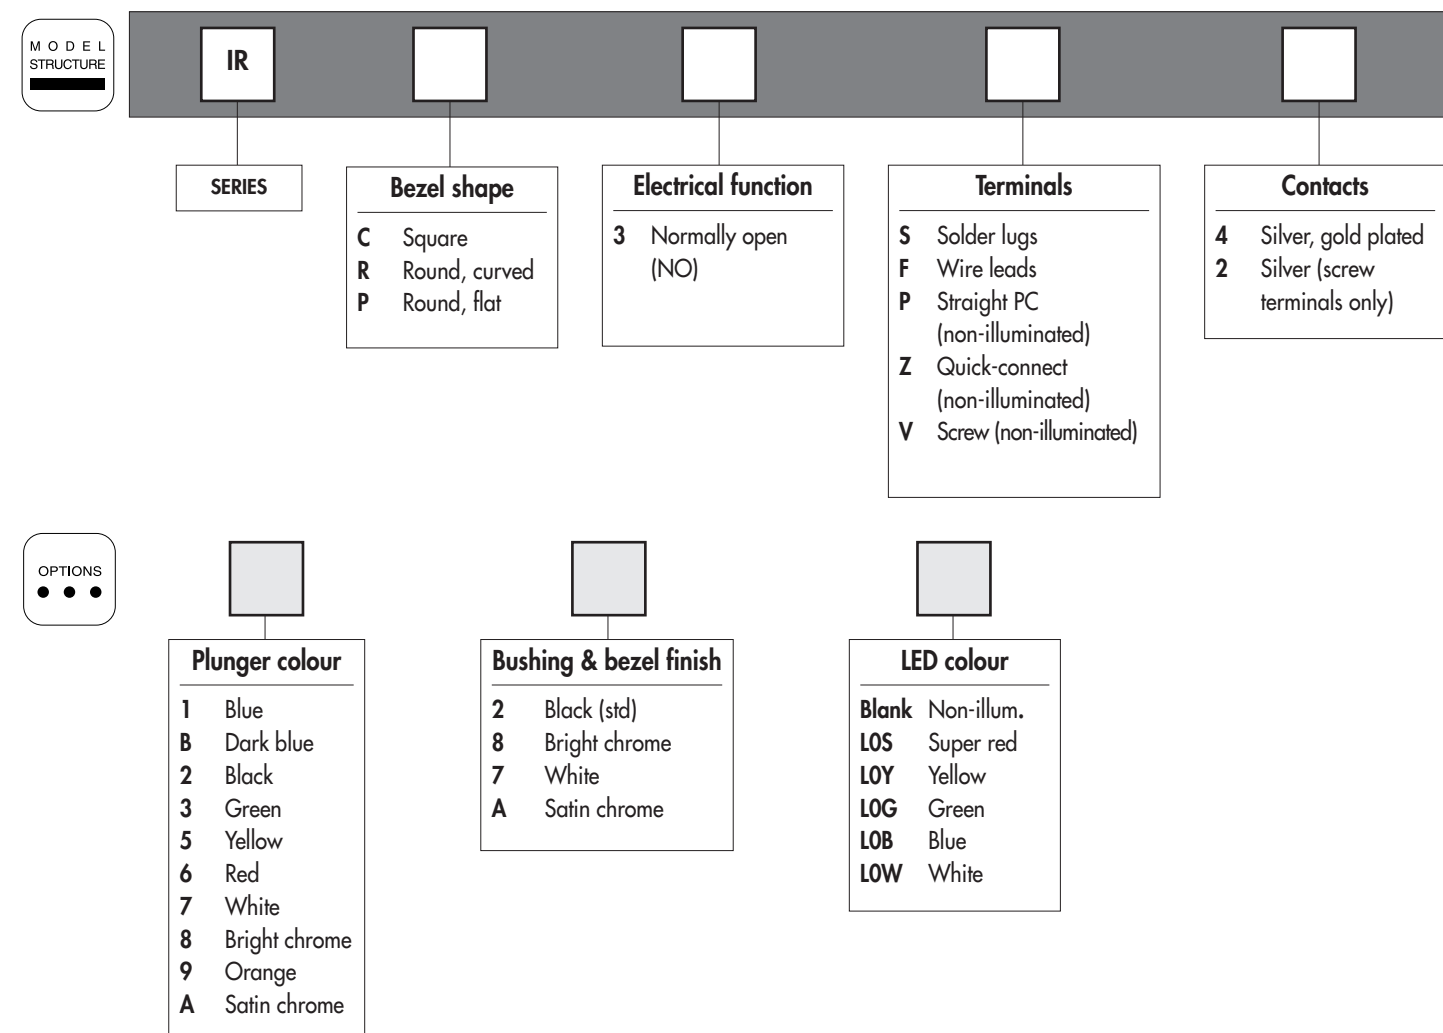 MODEL
STRUCTURE
IR
SERIES
Bezel shape
C Square
R Round, curved
P Round, flat
Electrical function
3 Normally open
(NO)
Terminals
S Solder lugs
F Wire leads
P Straight PC
(non-illuminated)
Z Quick-connect
(non-illuminated)
V Screw (non-illuminated)
Contacts
4 Silver, gold plated
2 Silver (screw
terminals only)
OPTIONS
Plunger colour
1 Blue
B Dark blue
2 Black
3 Green
5 Yellow
6 Red
7 White
8 Bright chrome
9 Orange
A Satin chrome
Bushing & bezel finish
2 Black (std)
8 Bright chrome
7 White
A Satin chrome
LED colour
Blank Non-illum.
L0S Super red
L0Y Yellow
L0G Green
L0B Blue
L0W White